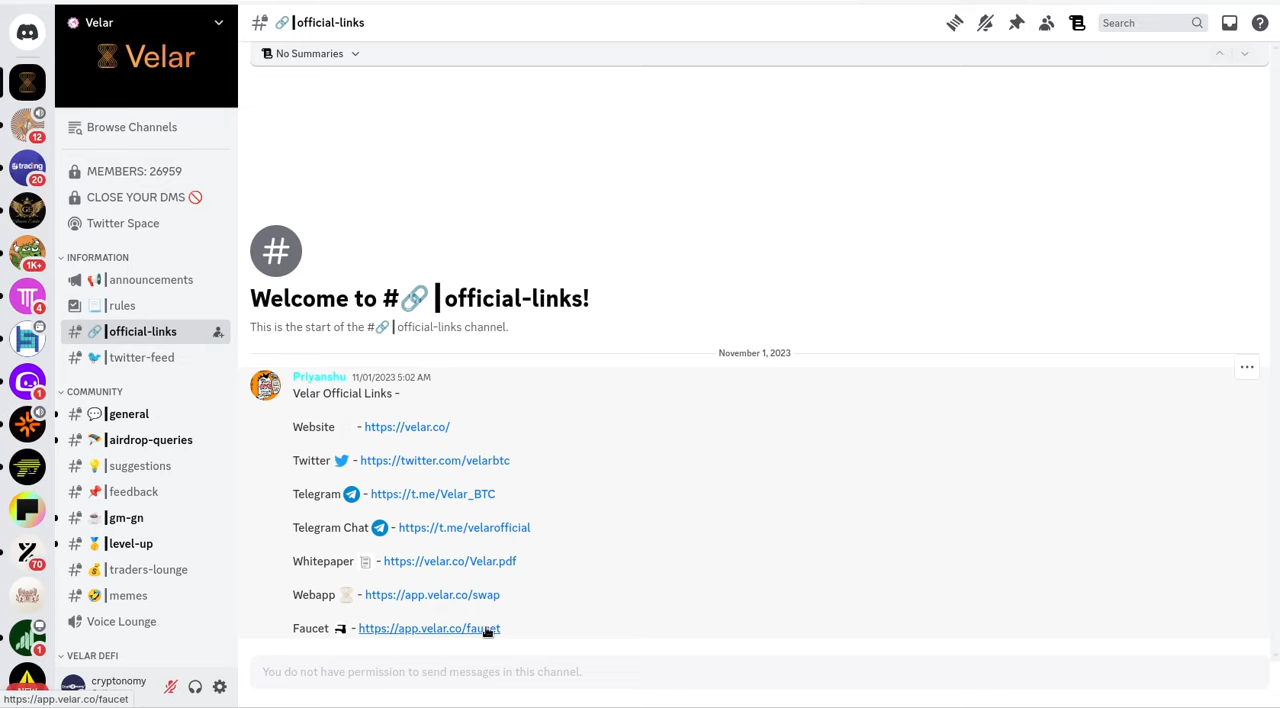 Velar
🔗┃official-links
Search
Velar
No Summaries
12
20
1K+
4
1
70
1
NEW
trading
Browse Channels
MEMBERS: 26959
CLOSE YOUR DMS 🚫
Twitter Space
INFORMATION
📢┃announcements
📃┃rules
🔗┃official-links
🐦┃twitter-feed
COMMUNITY
💬┃general
🪂┃airdrop-queries
💡┃suggestions
📌┃feedback
☕┃gm-gn
🥇┃level-up
💰┃traders-lounge
🤣┃memes
Voice Lounge
VELAR DEFI
cryptonomy
https://app.velar.co/faucet
Welcome to #🔗┃official-links!
This is the start of the #🔗┃official-links channel.
November 1, 2023
Priyanshu 11/01/2023 5:02 AM
Velar Official Links -
Website - https://velar.co/
Twitter - https://twitter.com/velarbtc
Telegram - https://t.me/Velar_BTC
Telegram Chat - https://t.me/velarofficial
Whitepaper - https://velar.co/Velar.pdf
Webapp - https://app.velar.co/swap
Faucet - https://app.velar.co/faucet
You do not have permission to send messages in this channel.